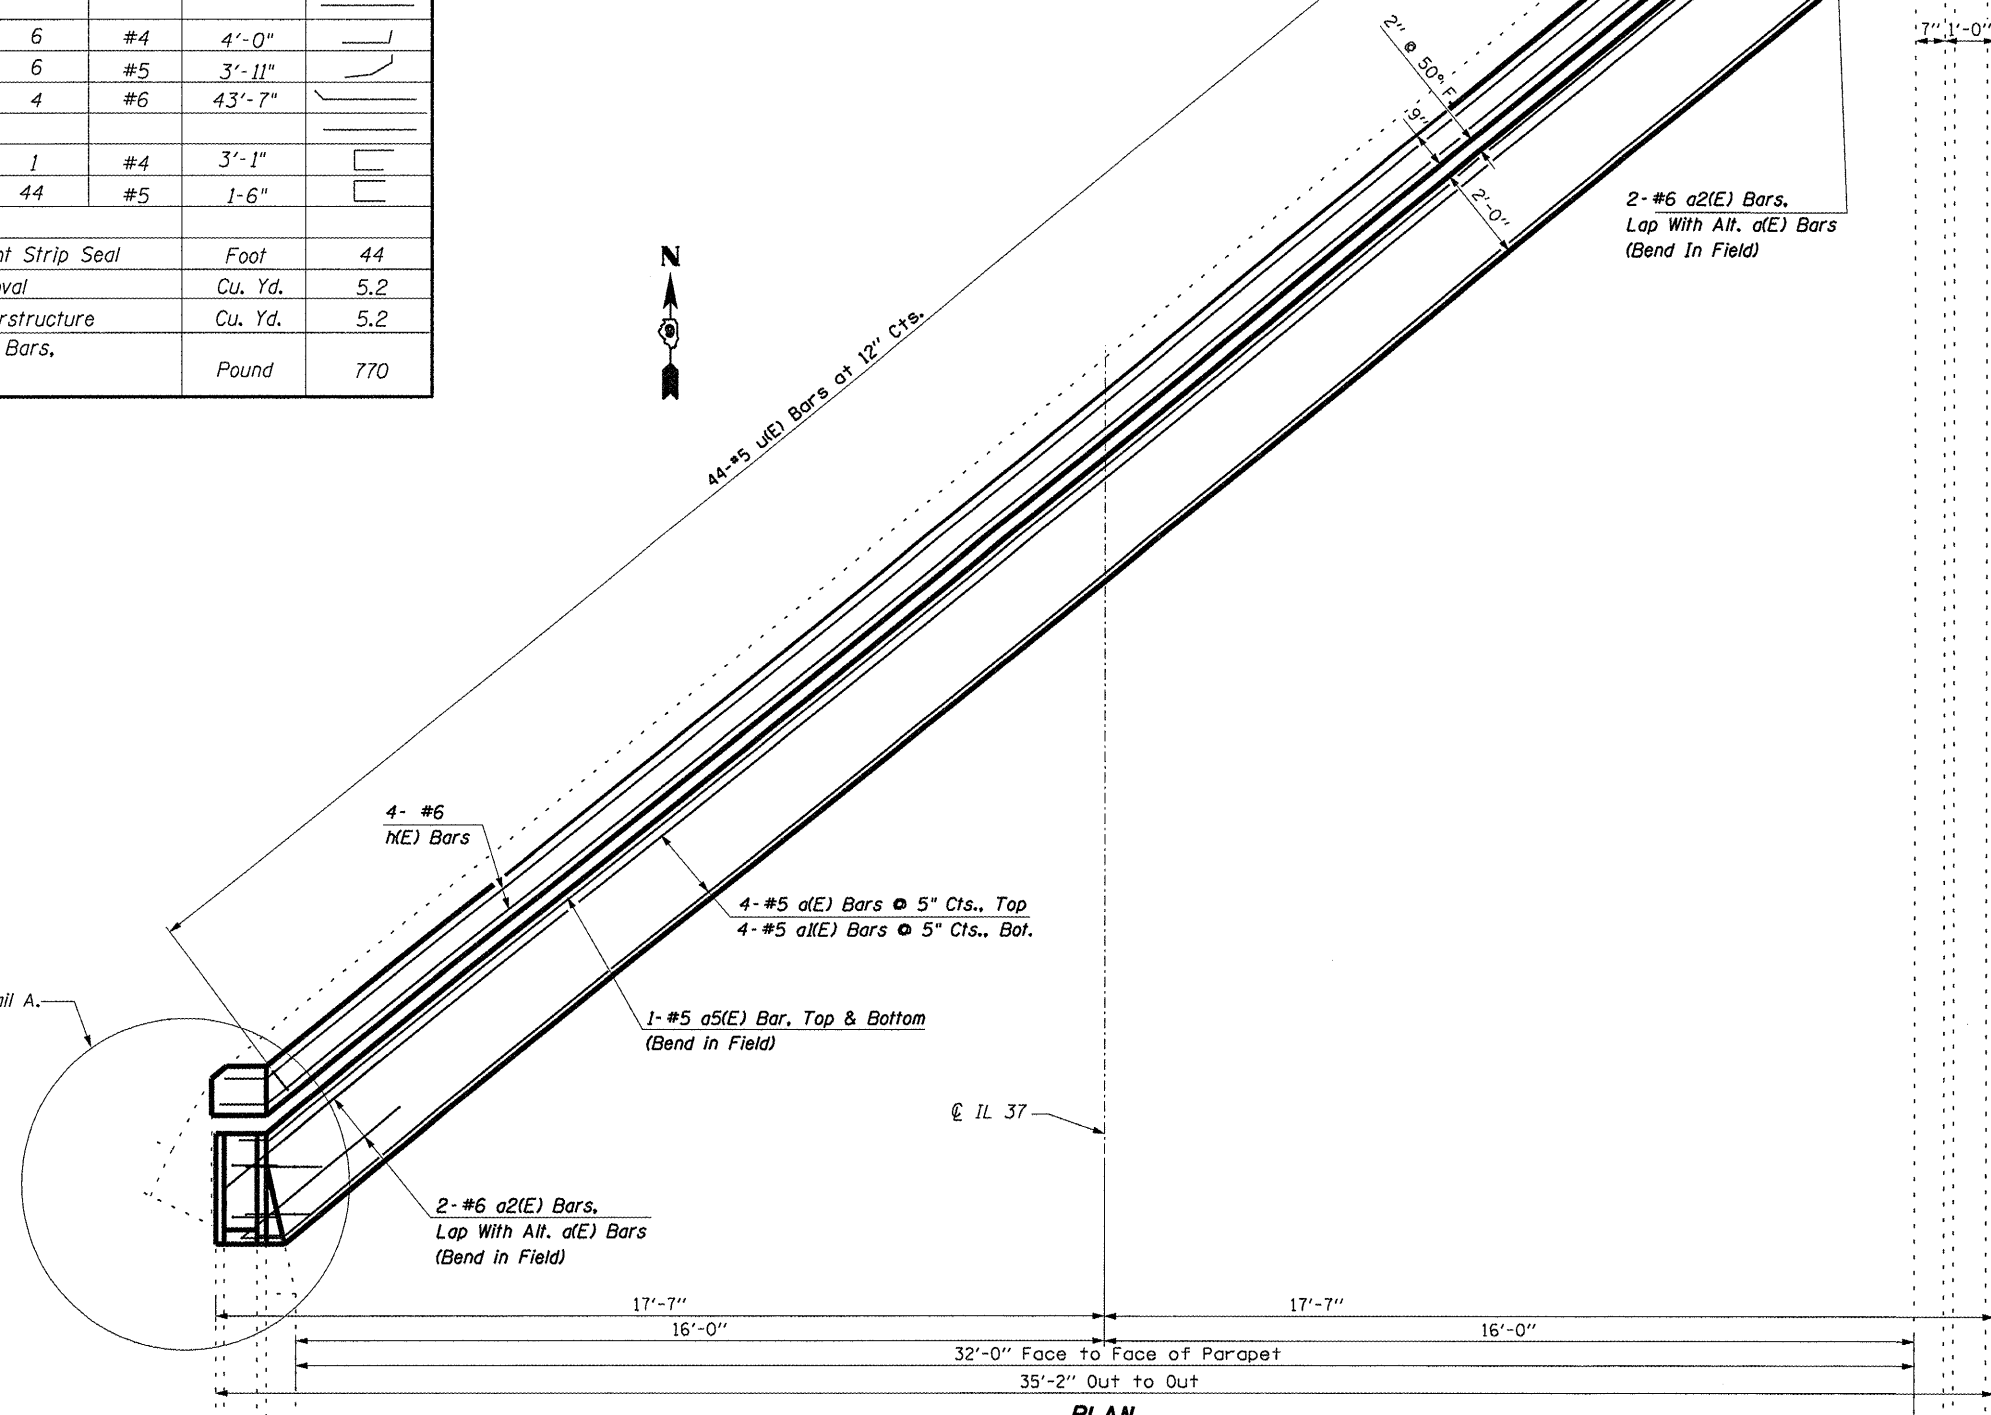 6 #4 4'-0"
6 #5 3'-11"
4 #6 43'-7"
1 #4 3'-1"
44 #5 1-6"
Strip Seal Foot 44
Cu. Yd. 5.2
Cu. Yd. 5.2
Bars,
Pound 770
N
44-#5 u(E) Bars at 12" Cts.
2" @ 50° F.
9"
2'-0"
7" 1'-0"
2-#6 a2(E) Bars,
Lap With Alt. a(E) Bars
(Bend In Field)
4- #6
h(E) Bars
4-#5 a(E) Bars @ 5" Cts., Top
4-#5 a1(E) Bars @ 5" Cts., Bot.
A.
1-#5 a5(E) Bar, Top & Bottom
(Bend in Field)
℄ IL 37
2-#6 a2(E) Bars,
Lap With Alt. a(E) Bars
(Bend in Field)
17'-7" 17'-7"
16'-0" 16'-0"
32'-0" Face to Face of Parapet
35'-2" Out to Out
PLAN